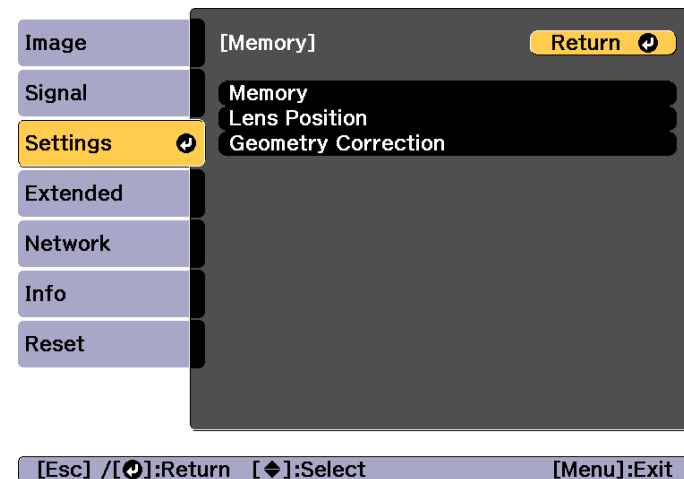 Image
Signal
Settings
Extended
Network
Info
Reset
[Memory]
Return
Memory
Lens Position
Geometry Correction
[Esc] /[⏎]:Return [◆]:Select [Menu]:Exit